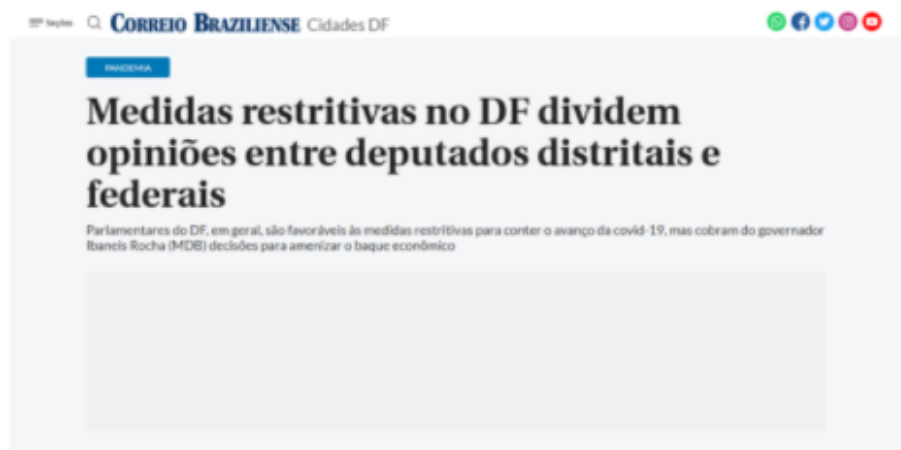 Seções CORREIO BRAZILIENSE Cidades DF
PANDEMIA
Medidas restritivas no DF dividem
opiniões entre deputados distritais e
federais
Parlamentares do DF, em geral, são favoráveis às medidas restritivas para conter o avanço da covid-19, mas cobram do governador
Ibaneis Rocha (MDB) decisões para amenizar o baque econômico